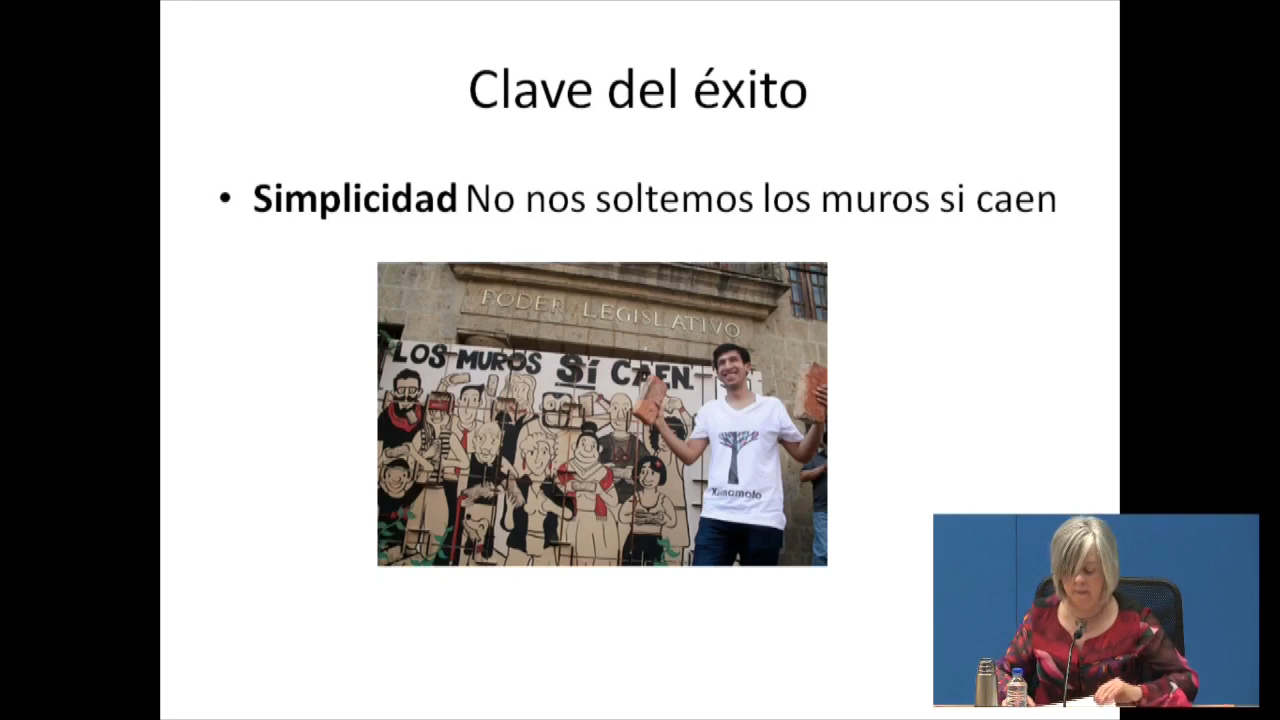 Clave del éxito
• Simplicidad No nos soltemos los muros si caen
PODER LEGISLATIVO
LOS MUROS SÍ CAEN